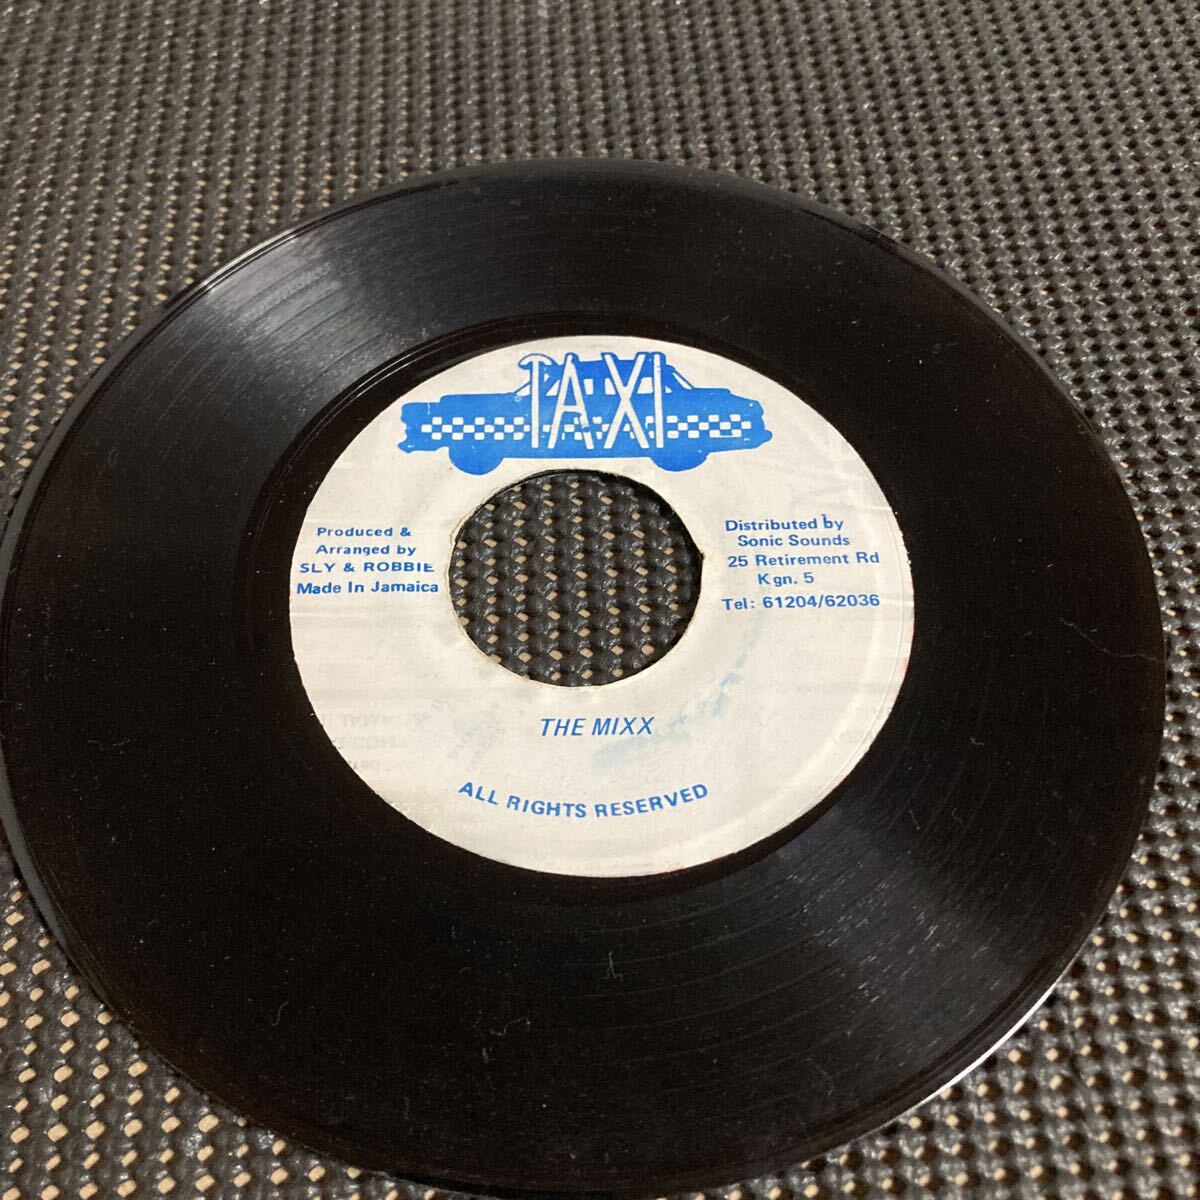 TAXI
Produced &
Arranged by
SLY & ROBBIE
Made In Jamaica
Distributed by
Sonic Sounds
25 Retirement Rd
Kgn. 5
Tel: 61204/62036
THE MIXX
ALL RIGHTS RESERVED